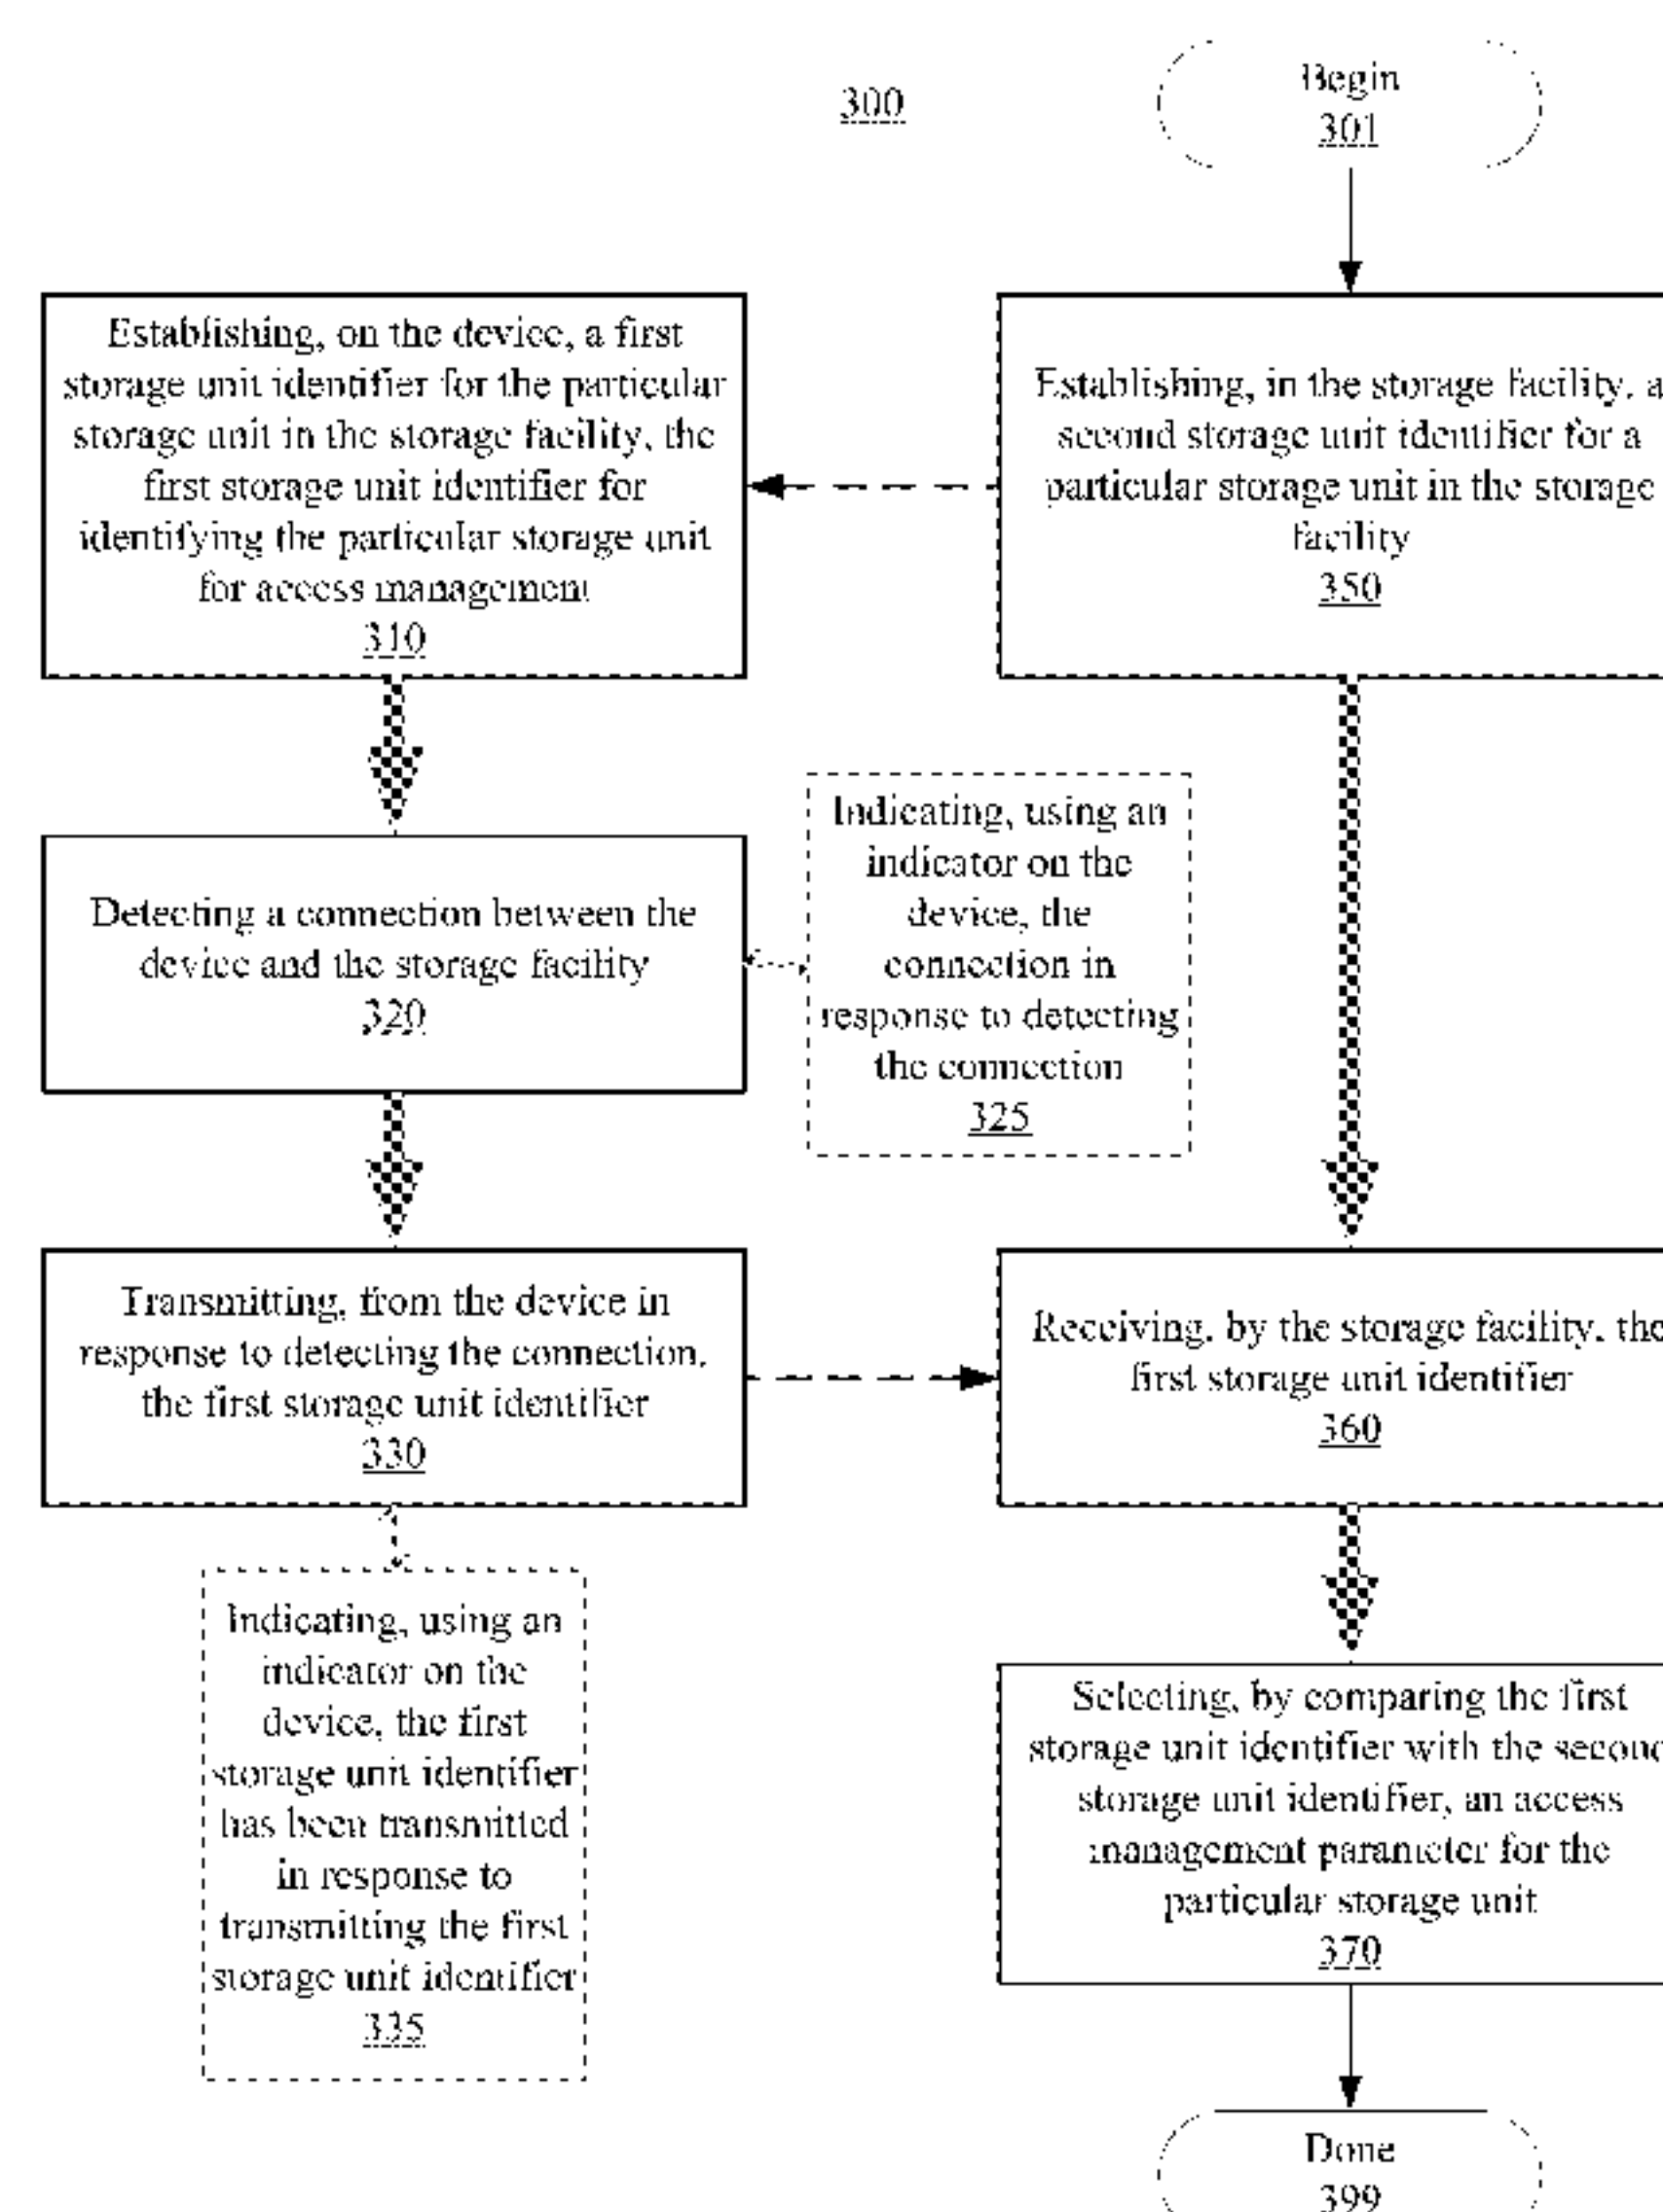 300
Begin
301
Establishing, on the device, a first
storage unit identifier for the particular
storage unit in the storage facility, the
first storage unit identifier for
identifying the particular storage unit
for access management
310
Establishing, in the storage facility, a
second storage unit identifier for a
particular storage unit in the storage
facility
350
Detecting a connection between the
device and the storage facility
320
Indicating, using an
indicator on the
device, the
connection in
response to detecting
the connection
325
Transmitting, from the device in
response to detecting the connection,
the first storage unit identifier
330
Receiving, by the storage facility, the
first storage unit identifier
360
Indicating, using an
indicator on the
device, the first
storage unit identifier
has been transmitted
in response to
transmitting the first
storage unit identifier
335
Selecting, by comparing the first
storage unit identifier with the second
storage unit identifier, an access
management parameter for the
particular storage unit
370
Done
399